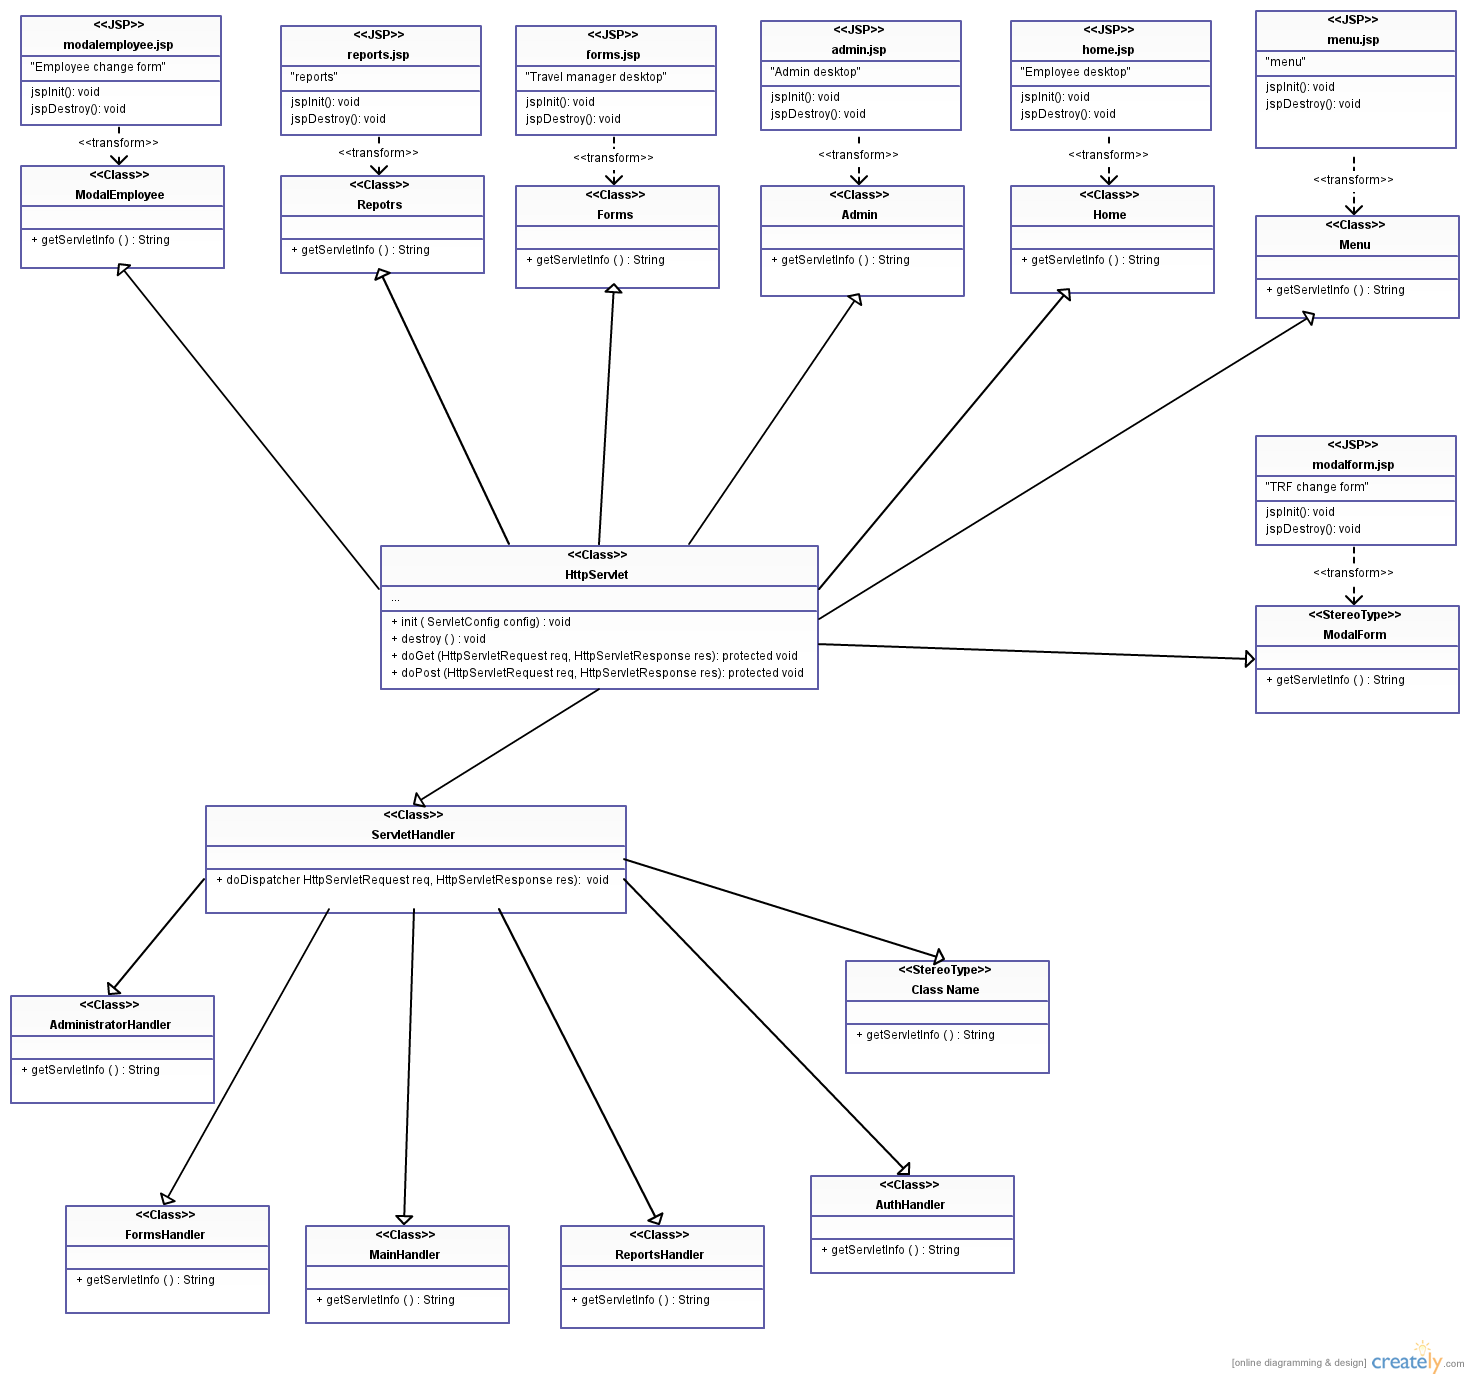 <<JSP>>
modalemployee.jsp
"Employee change form"
jspInit(): void
jspDestroy(): void
<<transform>>
<<Class>>
ModalEmployee
+ getServletInfo ( ) : String
<<JSP>>
reports.jsp
"reports"
jspInit(): void
jspDestroy(): void
<<transform>>
<<Class>>
Repotrs
+ getServletInfo ( ) : String
<<JSP>>
forms.jsp
"Travel manager desktop"
jspInit(): void
jspDestroy(): void
<<transform>>
<<Class>>
Forms
+ getServletInfo ( ) : String
<<JSP>>
admin.jsp
"Admin desktop"
jspInit(): void
jspDestroy(): void
<<transform>>
<<Class>>
Admin
+ getServletInfo ( ) : String
<<JSP>>
home.jsp
"Employee desktop"
jspInit(): void
jspDestroy(): void
<<transform>>
<<Class>>
Home
+ getServletInfo ( ) : String
<<JSP>>
menu.jsp
"menu"
jspInit(): void
jspDestroy(): void
<<transform>>
<<Class>>
Menu
+ getServletInfo ( ) : String
<<JSP>>
modalform.jsp
"TRF change form"
jspInit(): void
jspDestroy(): void
<<transform>>
<<StereoType>>
ModalForm
+ getServletInfo ( ) : String
<<Class>>
HttpServlet
...
+ init ( ServletConfig config) : void
+ destroy ( ) : void
+ doGet (HttpServletRequest req, HttpServletResponse res): protected void
+ doPost (HttpServletRequest req, HttpServletResponse res): protected void
<<Class>>
ServletHandler
+ doDispatcher HttpServletRequest req, HttpServletResponse res): void
<<StereoType>>
Class Name
+ getServletInfo ( ) : String
<<Class>>
AdministratorHandler
+ getServletInfo ( ) : String
<<Class>>
FormsHandler
+ getServletInfo ( ) : String
<<Class>>
MainHandler
+ getServletInfo ( ) : String
<<Class>>
ReportsHandler
+ getServletInfo ( ) : String
<<Class>>
AuthHandler
+ getServletInfo ( ) : String
[online diagramming & design] creately.com